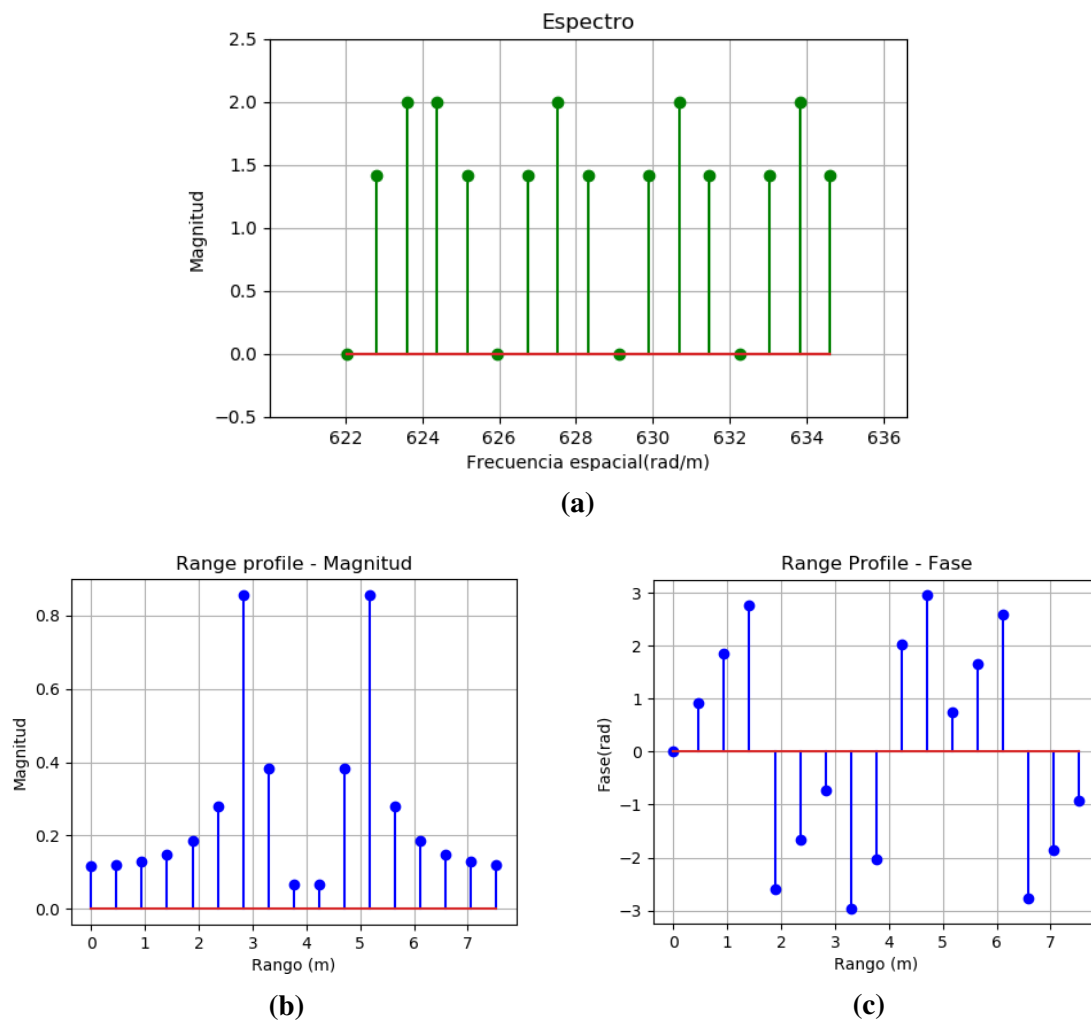 Espectro
2.5
2.0
1.5
1.0
0.5
0.0
−0.5
Magnitud
622 624 626 628 630 632 634 636
Frecuencia espacial(rad/m)
(a)
Range profile - Magnitud
0.8
0.6
0.4
0.2
0.0
Magnitud
0 1 2 3 4 5 6 7
Rango (m)
(b)
Range Profile - Fase
3
2
1
0
−1
−2
−3
Fase(rad)
0 1 2 3 4 5 6 7
Rango (m)
(c)